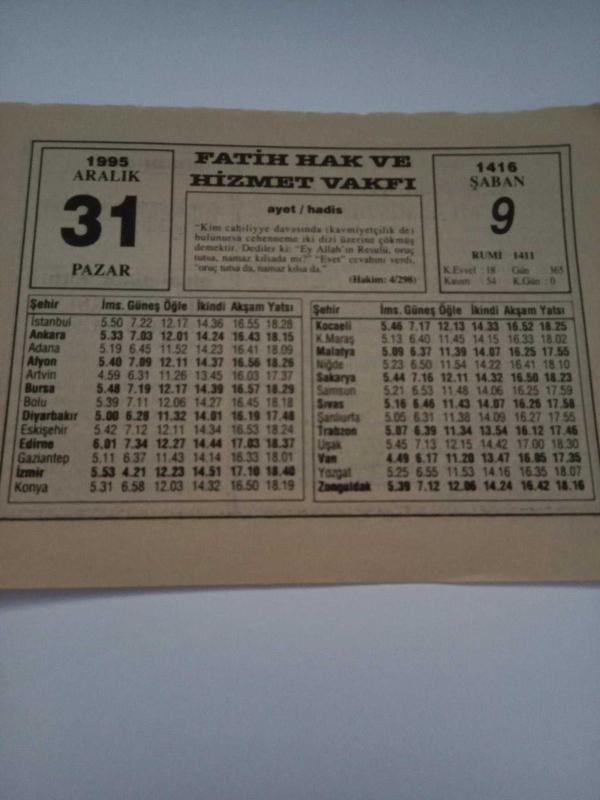 1995
ARALIK
31
PAZAR
FATİH HAK VE
HİZMET VAKFI
ayet / hadis
"Kim cahiliyye davasında (kavmiyetçilik de)
bulunursa cehenneme iki dizi üzerine çökmüş
demektir. Dediler ki: "Ey Allah'ın Resulü, oruç
tutsa, namaz kılsada mı?" "Evet" cevabını verdi,
"oruç tutsa da, namaz kılsa da."
(Hakim: 4/298)
1416
ŞABAN
9
RUMİ 1411
K.Evvel : 18 Gün 365
Kasım : 54 K.Gün : 0
Şehir İms. Güneş Öğle İkindi Akşam Yatsı
İstanbul 5.50 7.22 12.17 14.36 16.55 18.28
Ankara 5.33 7.03 12.01 14.24 16.43 18.15
Adana 5.19 6.45 11.52 14.23 16.41 18.09
Afyon 5.40 7.09 12.11 14.37 16.56 18.26
Artvin 4.59 6.31 11.26 13.45 16.03 17.37
Bursa 5.48 7.19 12.17 14.39 16.57 18.29
Bolu 5.39 7.11 12.06 14.27 16.45 18.18
Diyarbakır 5.00 6.28 11.32 14.01 16.19 17.48
Eskişehir 5.42 7.12 12.11 14.34 16.53 18.24
Edirne 6.01 7.34 12.27 14.44 17.03 18.37
Gaziantep 5.11 6.37 11.43 14.14 16.33 18.01
İzmir 5.53 4.21 12.23 14.51 17.10 18.40
Konya 5.31 6.58 12.03 14.32 16.50 18.19
Şehir İms. Güneş Öğle İkindi Akşam Yatsı
Kocaeli 5.46 7.17 12.13 14.33 16.52 18.25
K.Maraş 5.13 6.40 11.45 14.15 16.33 18.02
Malatya 5.09 6.37 11.39 14.07 16.25 17.55
Niğde 5.23 6.50 11.54 14.22 16.41 18.10
Sakarya 5.44 7.16 12.11 14.32 16.50 18.23
Samsun 5.21 6.53 11.48 14.06 16.25 17.59
Sıvas 5.16 6.46 11.43 14.07 16.26 17.58
Şanlıurfa 5.05 6.31 11.38 14.09 16.27 17.55
Trabzon 5.07 6.39 11.34 13.54 16.12 17.46
Uşak 5.45 7.13 12.15 14.42 17.00 18.30
Van 4.49 6.17 11.20 13.47 16.05 17.35
Yozgat 5.25 6.55 11.53 14.16 16.35 18.07
Zonguldak 5.39 7.12 12.06 14.24 16.42 18.16